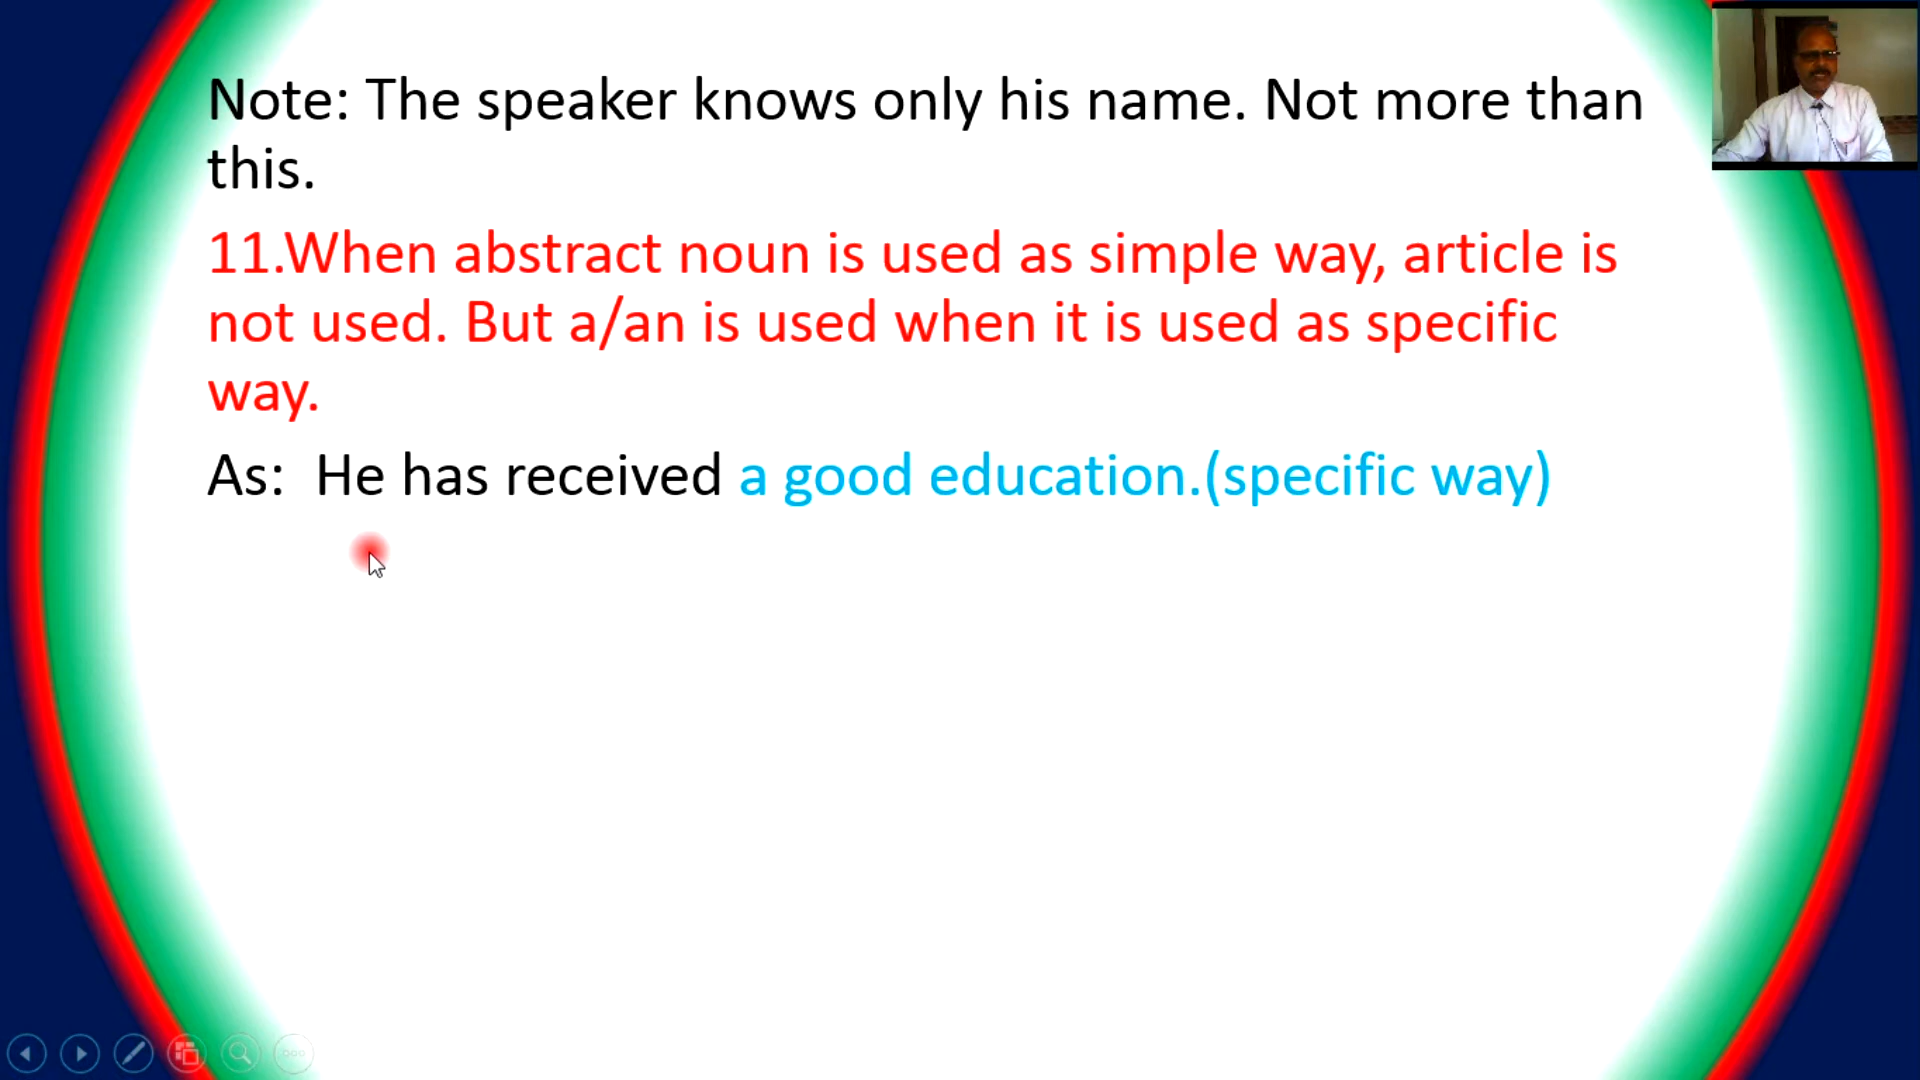 Note: The speaker knows only his name. Not more than
this.
11.When abstract noun is used as simple way, article is
not used. But a/an is used when it is used as specific
way.
As:  He has received a good education.(specific way)